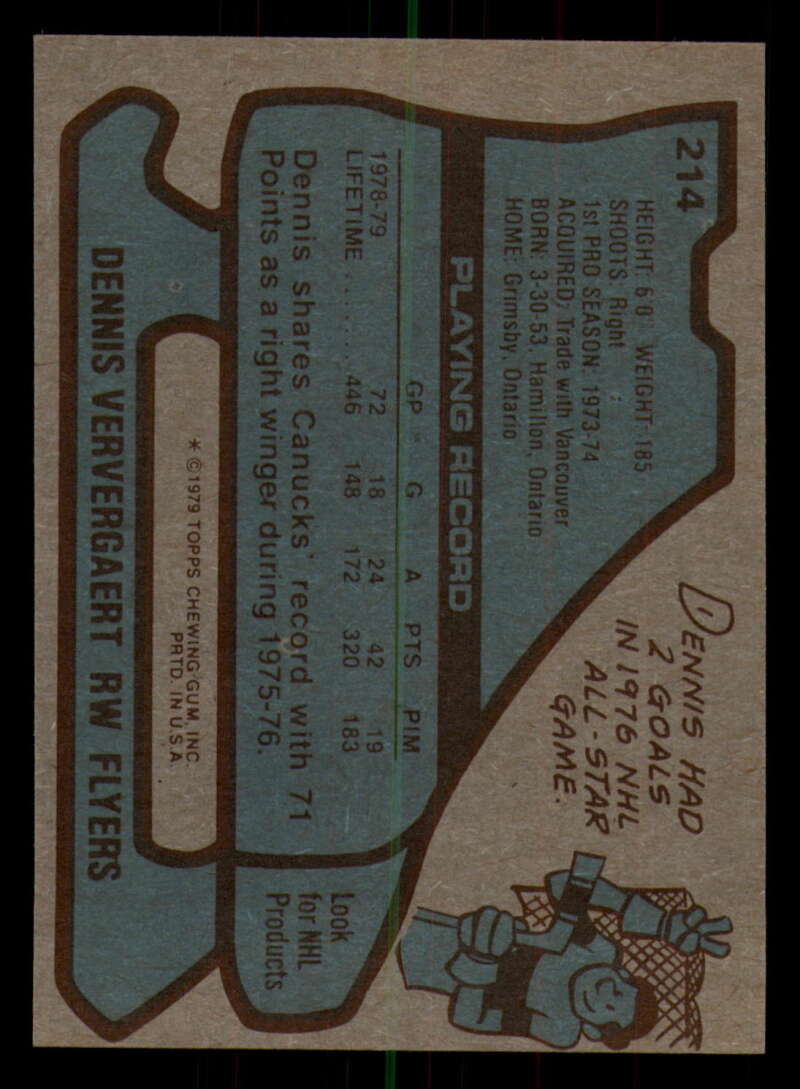 214
HEIGHT: 6'0" WEIGHT: 185
SHOOTS: Right
1st PRO SEASON: 1973-74
ACQUIRED: Trade with Vancouver
BORN: 3-30-53, Hamilton, Ontario
HOME: Grimsby, Ontario
DENNIS HAD
2 GOALS
IN 1976 NHL
ALL-STAR
GAME.
PLAYING RECORD
GP G A PTS PIM
1978-79 72 18 24 42 19
LIFETIME ........ 446 148 172 320 183
Dennis shares Canucks' record with 71
Points as a right winger during 1975-76.
Look
for NHL
Products
* ©1979 TOPPS CHEWING GUM, INC.
PRTD. IN U.S.A.
DENNIS VERVERGAERT RW FLYERS